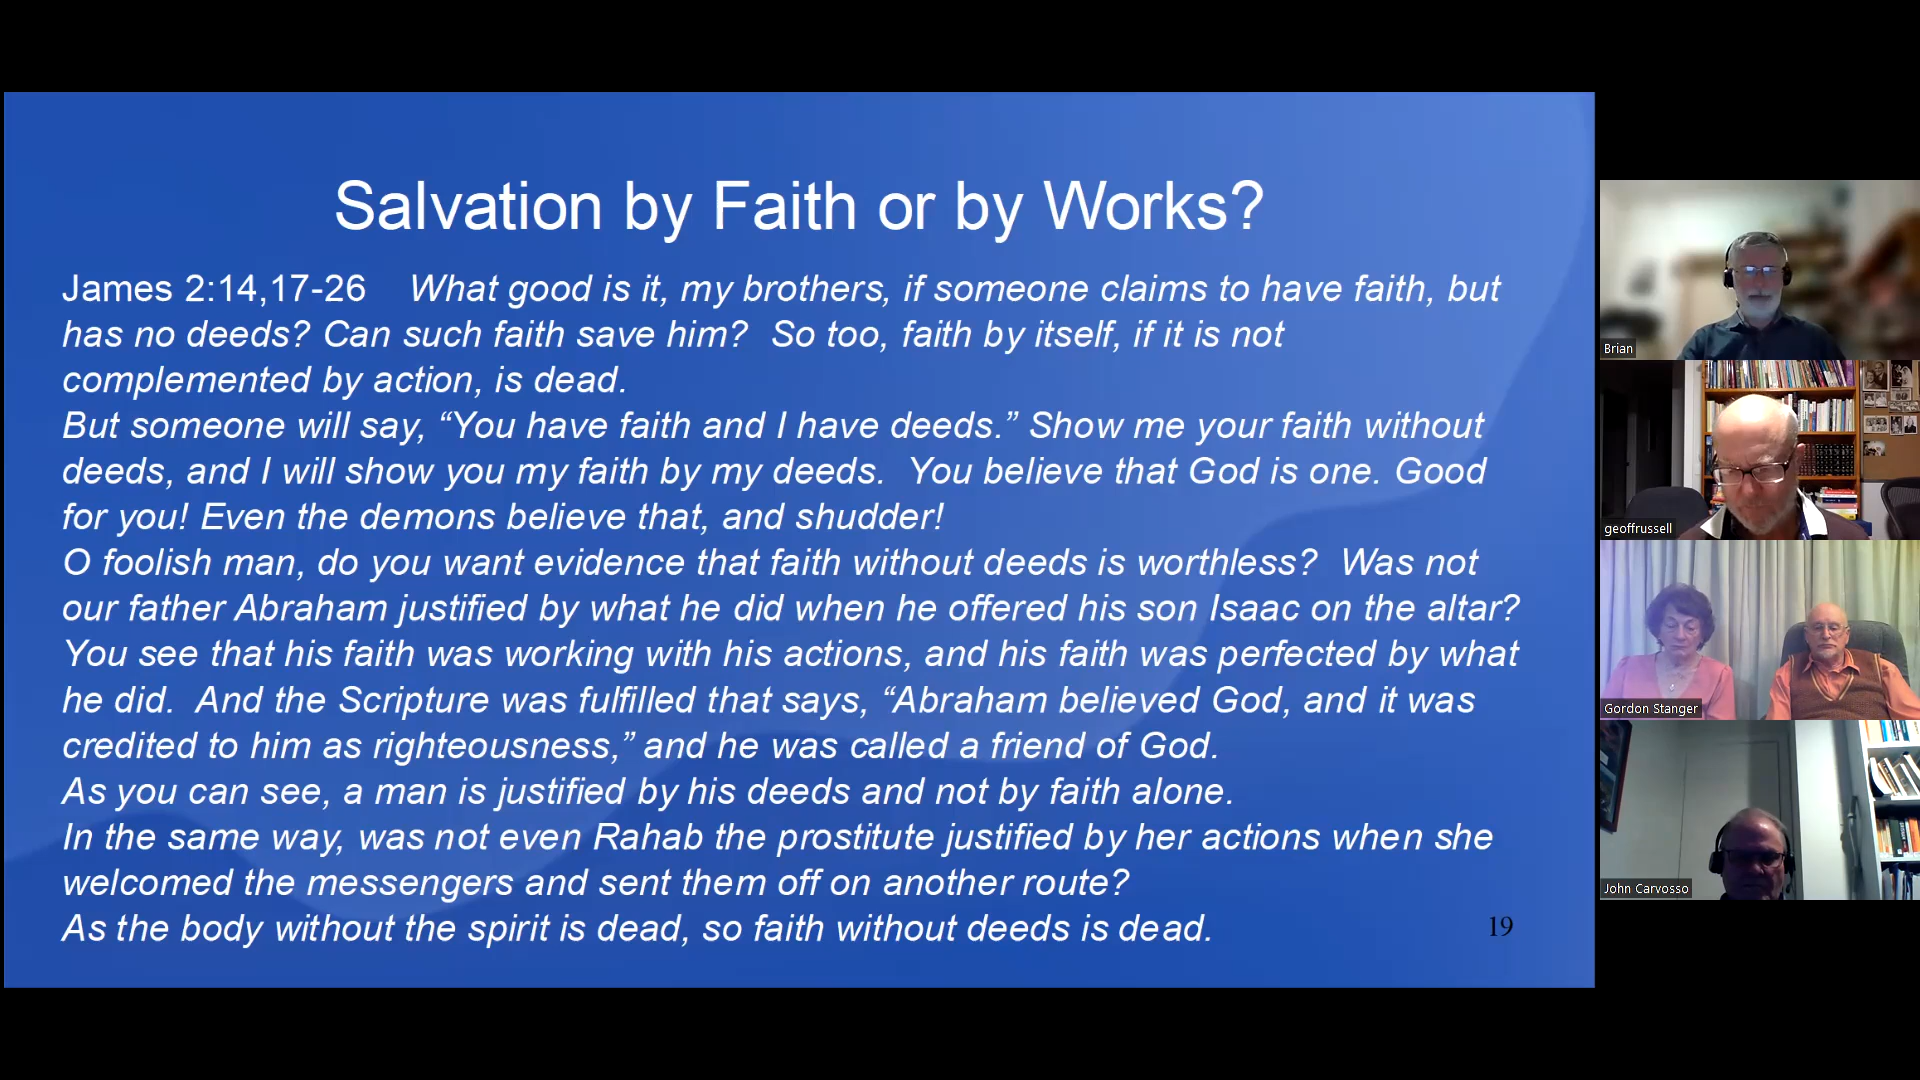 Salvation by Faith or by Works?
James 2:14,17-26 What good is it, my brothers, if someone claims to have faith, but
has no deeds? Can such faith save him? So too, faith by itself, if it is not
complemented by action, is dead.
But someone will say, “You have faith and I have deeds.” Show me your faith without
deeds, and I will show you my faith by my deeds. You believe that God is one. Good
for you! Even the demons believe that, and shudder!
O foolish man, do you want evidence that faith without deeds is worthless? Was not
our father Abraham justified by what he did when he offered his son Isaac on the altar?
You see that his faith was working with his actions, and his faith was perfected by what
he did. And the Scripture was fulfilled that says, “Abraham believed God, and it was
credited to him as righteousness,” and he was called a friend of God.
As you can see, a man is justified by his deeds and not by faith alone.
In the same way, was not even Rahab the prostitute justified by her actions when she
welcomed the messengers and sent them off on another route?
As the body without the spirit is dead, so faith without deeds is dead.
19
Brian
geoffrussell
Gordon Stanger
John Carvosso